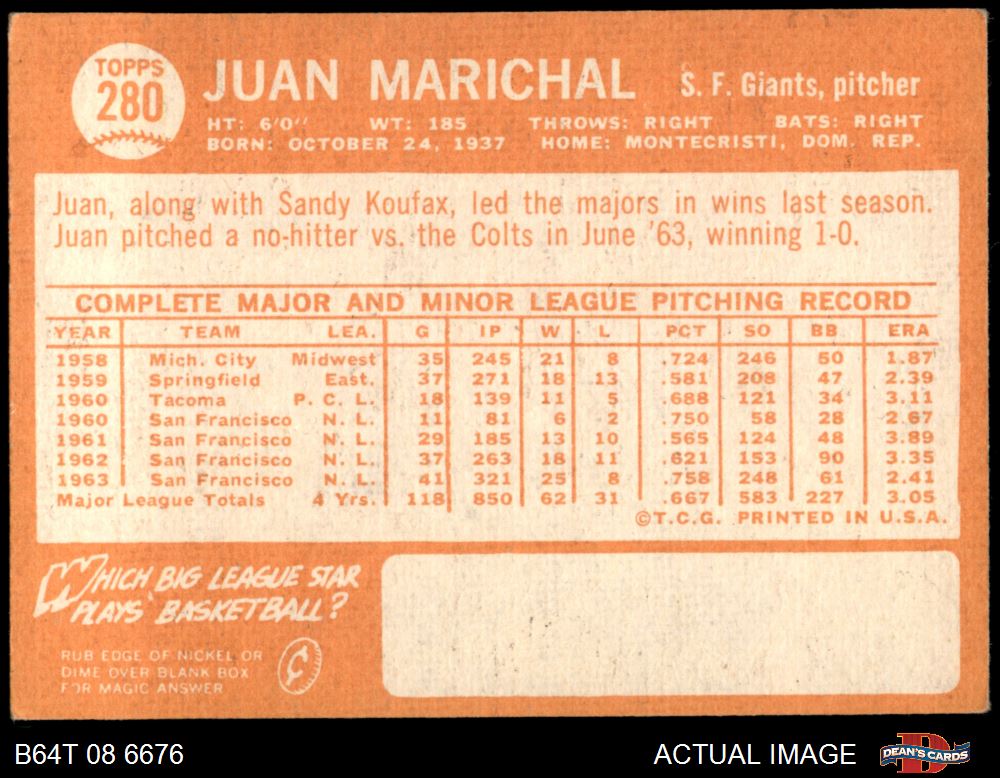 TOPPS
280
JUAN MARICHAL S. F. Giants, pitcher
HT: 6'0" WT: 185 THROWS: RIGHT BATS: RIGHT
BORN: OCTOBER 24, 1937 HOME: MONTECRISTI, DOM. REP.
Juan, along with Sandy Koufax, led the majors in wins last season.
Juan pitched a no-hitter vs. the Colts in June '63, winning 1-0.
COMPLETE MAJOR AND MINOR LEAGUE PITCHING RECORD
YEAR TEAM LEA. G IP W L PCT SO BB ERA
1958 Mich. City Midwest 35 245 21 8 .724 246 50 1.87
1959 Springfield East. 37 271 18 13 .581 208 47 2.39
1960 Tacoma P. C. L. 18 139 11 5 .688 121 34 3.11
1960 San Francisco N. L. 11 81 6 2 .750 58 28 2.67
1961 San Francisco N. L. 29 185 13 10 .565 124 48 3.89
1962 San Francisco N. L. 37 263 18 11 .621 153 90 3.35
1963 San Francisco N. L. 41 321 25 8 .758 248 61 2.41
Major League Totals 4 Yrs. 118 850 62 31 .667 583 227 3.05
©T.C.G. PRINTED IN U.S.A.
WHICH BIG LEAGUE STAR
PLAYS BASKETBALL?
RUB EDGE OF NICKEL OR
DIME OVER BLANK BOX
FOR MAGIC ANSWER
¢
B64T 08 6676 ACTUAL IMAGE DEAN'S CARDS